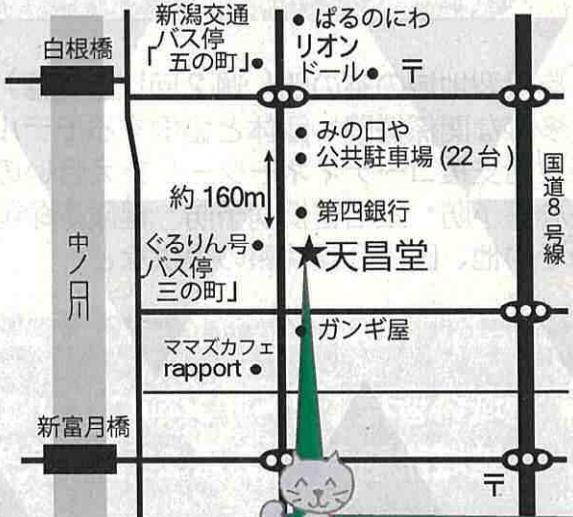 新潟交通
バス停
「 五の町」
ぱるのにわ
リオン
ドール
〒
白根橋
みの口や
公共駐車場 (22 台 )
約 160m
第四銀行
国道8号線
中ノ口川
ぐるりん号
バス停
三の町」
★天昌堂
ガンギ屋
ママズカフェ
rapport
新富月橋
〒